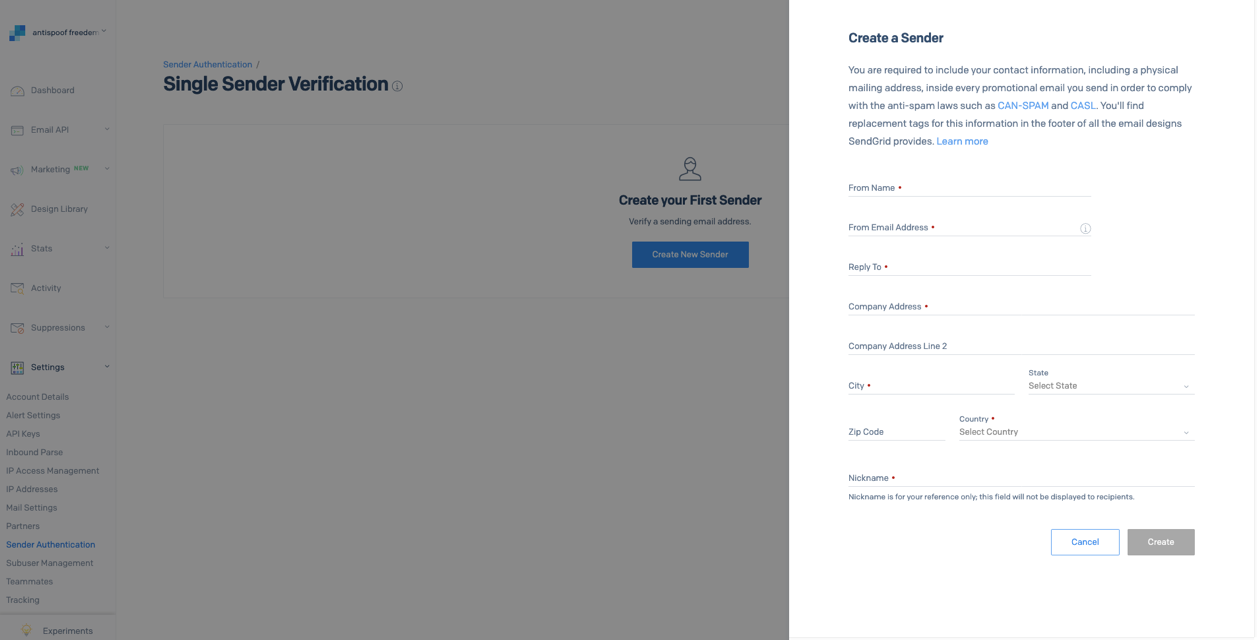 antispoof freedom
Dashboard
Email API
Marketing NEW
Design Library
Stats
Activity
Suppressions
Settings
Account Details
Alert Settings
API Keys
Inbound Parse
IP Access Management
IP Addresses
Mail Settings
Partners
Sender Authentication
Subuser Management
Teammates
Tracking
Experiments
Sender Authentication /
Single Sender Verification
Create your First Sender
Verify a sending email address.
Create New Sender
Create a Sender
You are required to include your contact information, including a physical
mailing address, inside every promotional email you send in order to comply
with the anti-spam laws such as CAN-SPAM and CASL. You'll find
replacement tags for this information in the footer of all the email designs
SendGrid provides. Learn more
From Name •
From Email Address •
Reply To •
Company Address •
Company Address Line 2
State
City •
Select State
Country •
Zip Code
Select Country
Nickname •
Nickname is for your reference only; this field will not be displayed to recipients.
Cancel
Create